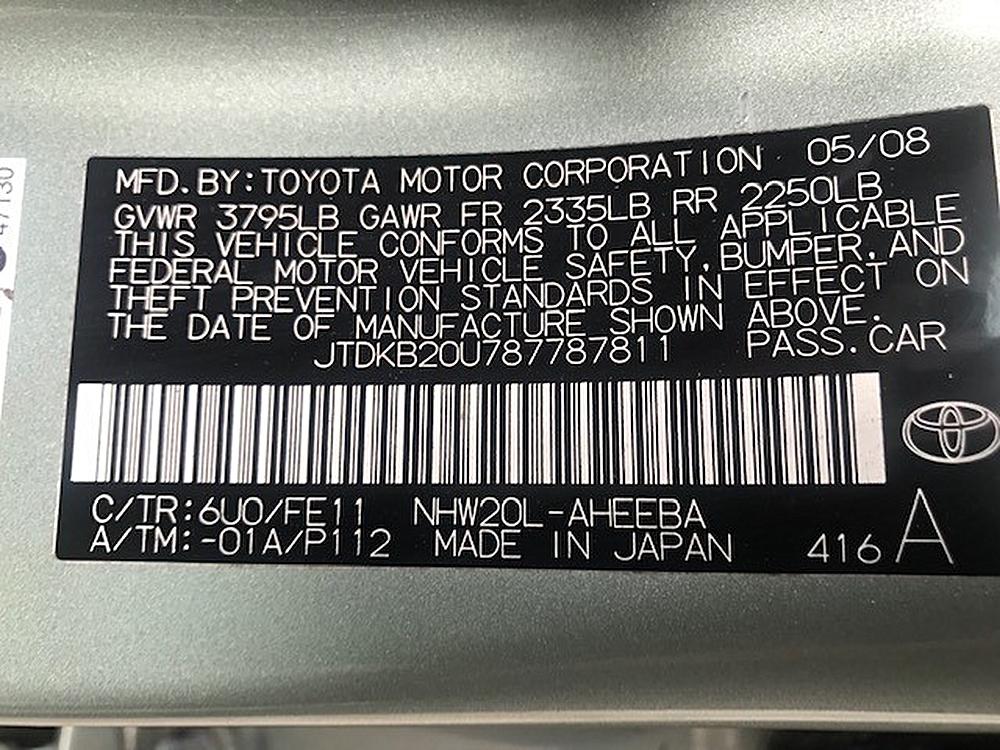 MFD.BY:TOYOTA MOTOR CORPORATION 05/08
GVWR 3795LB GAWR FR 2335LB RR 2250LB
THIS VEHICLE CONFORMS TO ALL APPLICABLE
FEDERAL MOTOR VEHICLE SAFETY,BUMPER,AND
THEFT PREVENTION STANDARDS IN EFFECT ON
THE DATE OF MANUFACTURE SHOWN ABOVE.
JTDKB20U787787811 PASS.CAR
C/TR:6U0/FE11 NHW20L-AHEEBA
A/TM:-01A/P112 MADE IN JAPAN 416 A
47130